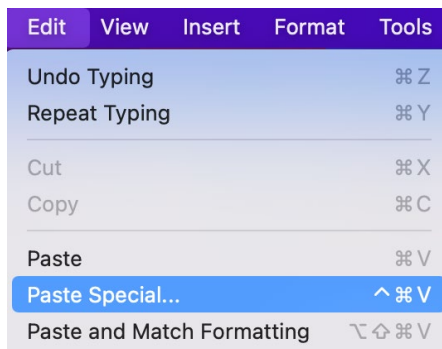 Edit View Insert Format Tools
Undo Typing ⌘Z
Repeat Typing ⌘Y
Cut ⌘X
Copy ⌘C
Paste ⌘V
Paste Special... ^⌘V
Paste and Match Formatting ⌥⇧⌘V